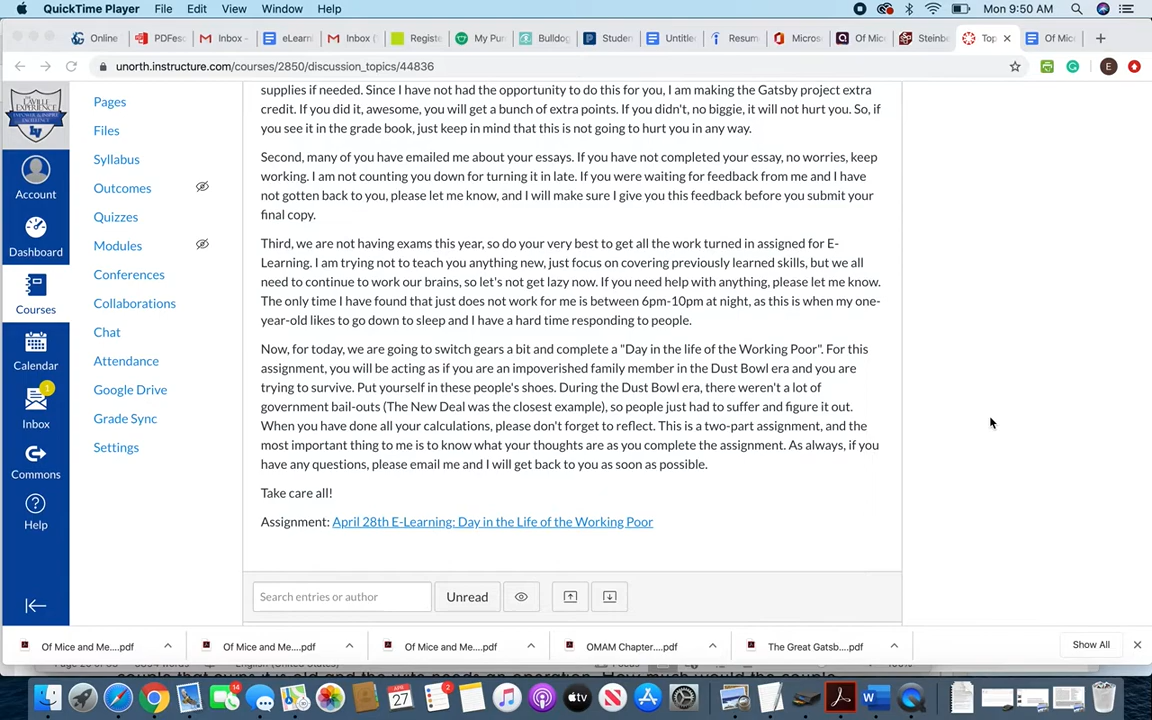 QuickTime Player File Edit View Window Help Mon 9:50 AM
Online PDFesc Gmail Inbox - eLearn Inbox ( Registe My Pur Bulldog Studen Untitle Resum Micros Of Mic Steinb Top Of Mic
unorth.instructure.com/courses/2850/discussion_topics/44836
Account
Dashboard
Courses
Calendar
1
Inbox
Commons
Help
Pages
Files
Syllabus
Outcomes
Quizzes
Modules
Conferences
Collaborations
Chat
Attendance
Google Drive
Grade Sync
Settings
supplies if needed. Since I have not had the opportunity to do this for you, I am making the Gatsby project extra
credit. If you did it, awesome, you will get a bunch of extra points. If you didn't, no biggie, it will not hurt you. So, if
you see it in the grade book, just keep in mind that this is not going to hurt you in any way.
Second, many of you have emailed me about your essays. If you have not completed your essay, no worries, keep
working. I am not counting you down for turning it in late. If you were waiting for feedback from me and I have
not gotten back to you, please let me know, and I will make sure I give you this feedback before you submit your
final copy.
Third, we are not having exams this year, so do your very best to get all the work turned in assigned for E-
Learning. I am trying not to teach you anything new, just focus on covering previously learned skills, but we all
need to continue to work our brains, so let's not get lazy now. If you need help with anything, please let me know.
The only time I have found that just does not work for me is between 6pm-10pm at night, as this is when my one-
year-old likes to go down to sleep and I have a hard time responding to people.
Now, for today, we are going to switch gears a bit and complete a "Day in the life of the Working Poor". For this
assignment, you will be acting as if you are an impoverished family member in the Dust Bowl era and you are
trying to survive. Put yourself in these people's shoes. During the Dust Bowl era, there weren't a lot of
government bail-outs (The New Deal was the closest example), so people just had to suffer and figure it out.
When you have done all your calculations, please don't forget to reflect. This is a two-part assignment, and the
most important thing to me is to know what your thoughts are as you complete the assignment. As always, if you
have any questions, please email me and I will get back to you as soon as possible.
Take care all!
Assignment: April 28th E-Learning: Day in the Life of the Working Poor
Search entries or author Unread
Of Mice and Me....pdf Of Mice and Me....pdf Of Mice and Me....pdf OMAM Chapter....pdf The Great Gatsb....pdf Show All